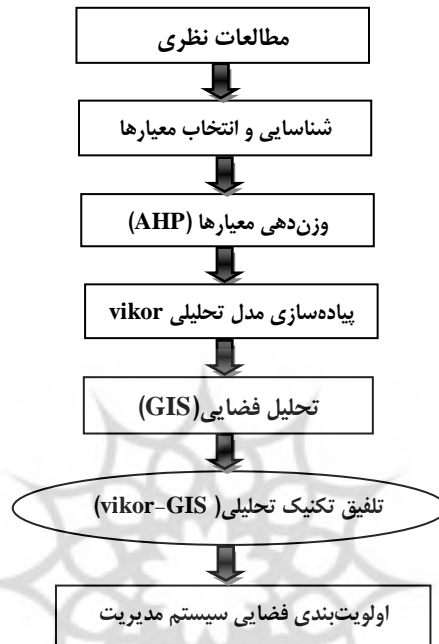 مطالعات نظری
شناسایی و انتخاب معیارها
وزن‌دهی معیارها (AHP)
پیاده‌سازی مدل تحلیلی vikor
تحلیل فضایی(GIS)
تلفیق تکنیک تحلیلی( vikor-GIS)
اولویت‌بندی فضایی سیستم مدیریت